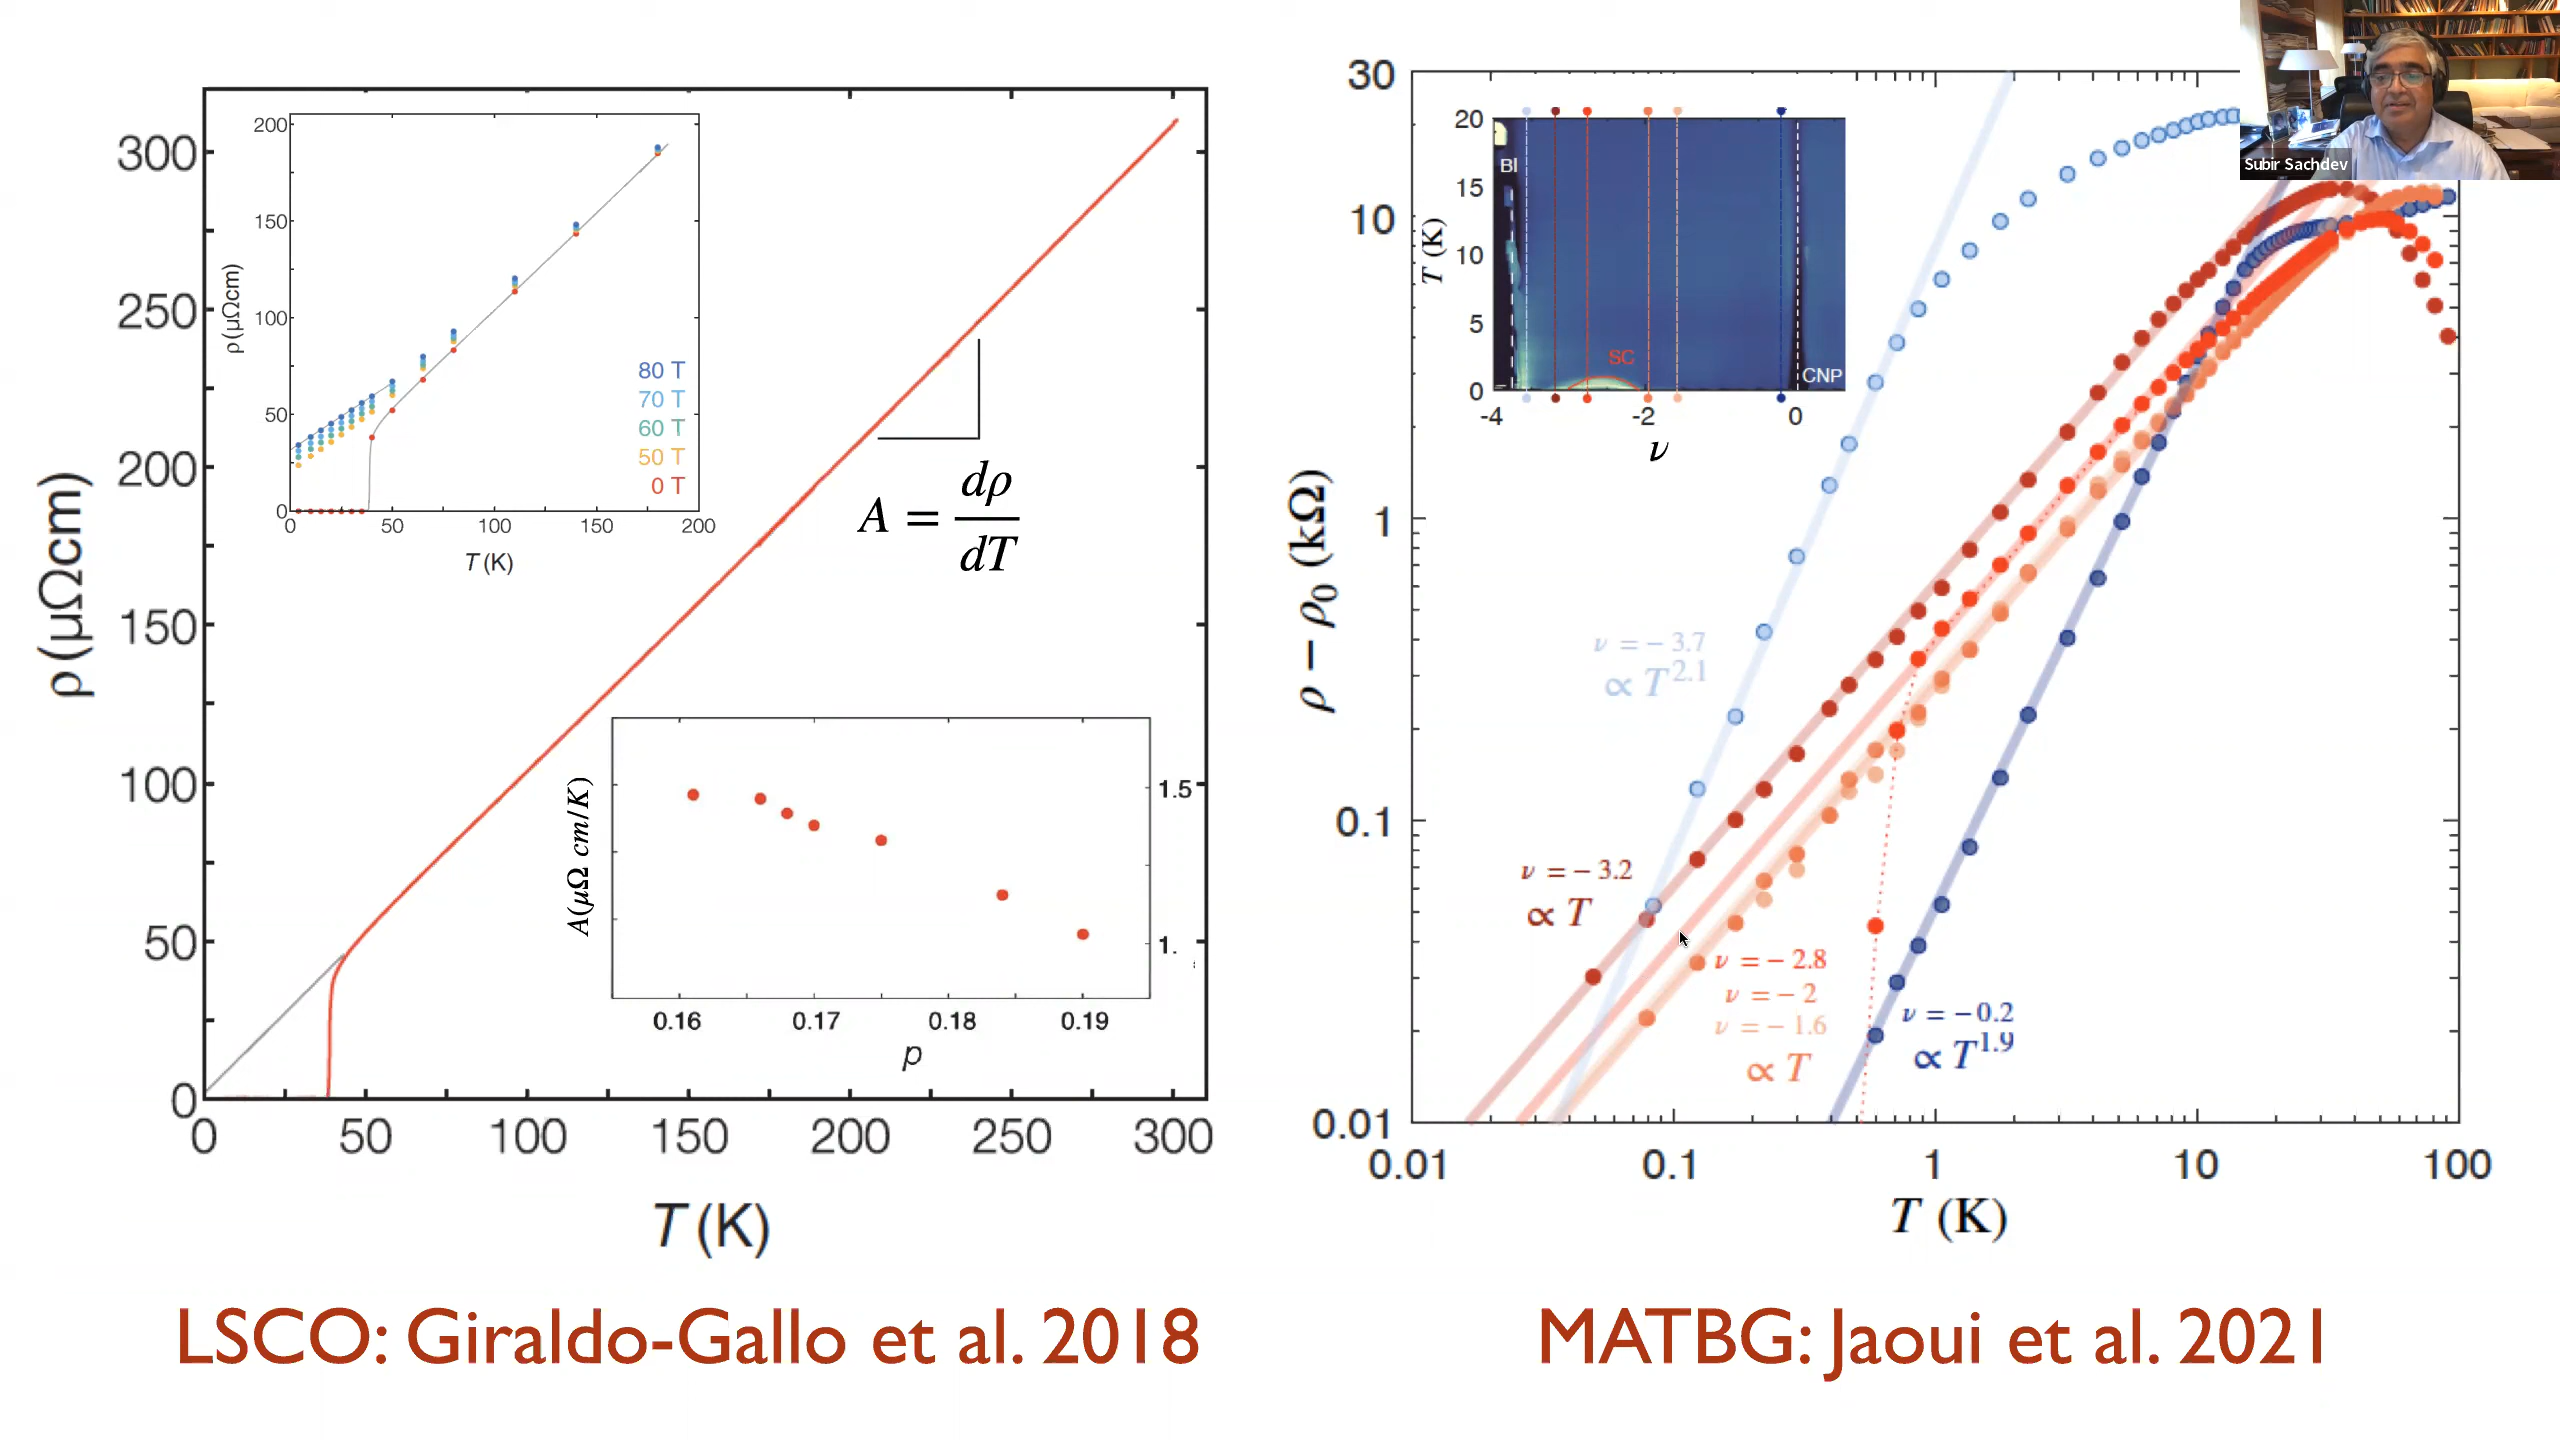 ρ (μΩcm)
300
250
200
150
100
50
0
0 50 100 150 200 250 300
T (K)
ρ (μΩcm)
200
150
100
50
0
0 50 100 150 200
T (K)
80 T
70 T
60 T
50 T
0 T
A = dρ/dT
A(μΩ cm/K)
1.5
1.
0.16 0.17 0.18 0.19
p
LSCO: Giraldo-Gallo et al. 2018
ρ − ρ₀ (kΩ)
30
10
1
0.1
0.01
0.01 0.1 1 10 100
T (K)
T (K)
20
15
10
5
0
-4 -2 0
ν
BI
SC
CNP
ν = − 3.7
∝ T^2.1
ν = − 3.2
∝ T
ν = − 2.8
ν = − 2
ν = − 1.6
∝ T
ν = − 0.2
∝ T^1.9
MATBG: Jaoui et al. 2021
Subir Sachdev